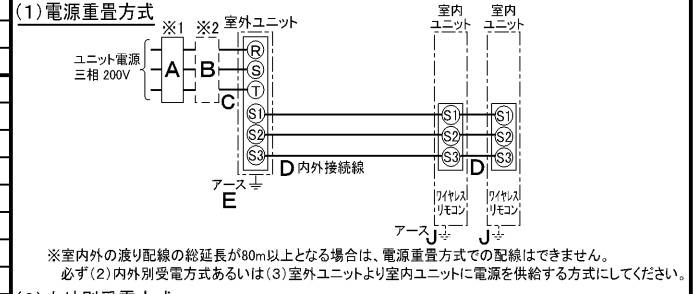 (1)電源重畳方式
※1 ※2 室外ユニット
室内ユニット 室内ユニット
ユニット電源
三相 200V
A B C
R
S
T
S1 S1 S1
S2 S2 S2
S3 S3 S3
D 内外接続線 D
アース
E
ワイヤレスリモコン ワイヤレスリモコン
アース J J
※室内外の渡り配線の総延長が80m以上となる場合は、電源重畳方式での配線はできません。
必ず(2)内外別受電方式あるいは(3)室外ユニットより室内ユニットに電源を供給する方式にしてください。